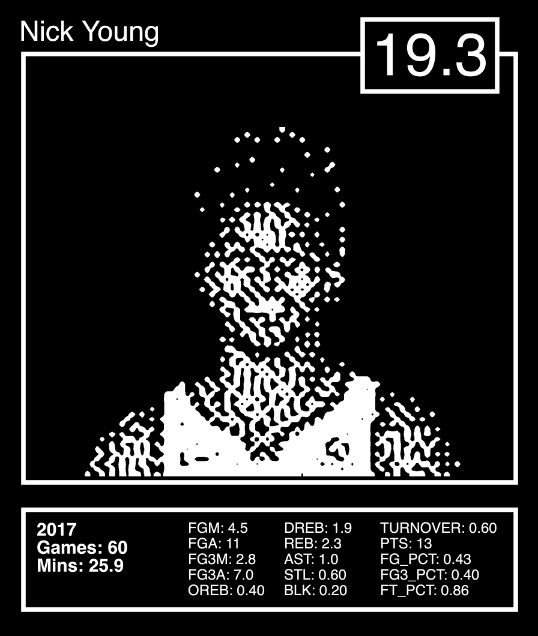 Nick Young
19.3
2017
Games: 60
Mins: 25.9
FGM: 4.5
FGA: 11
FG3M: 2.8
FG3A: 7.0
OREB: 0.40
DREB: 1.9
REB: 2.3
AST: 1.0
STL: 0.60
BLK: 0.20
TURNOVER: 0.60
PTS: 13
FG_PCT: 0.43
FG3_PCT: 0.40
FT_PCT: 0.86